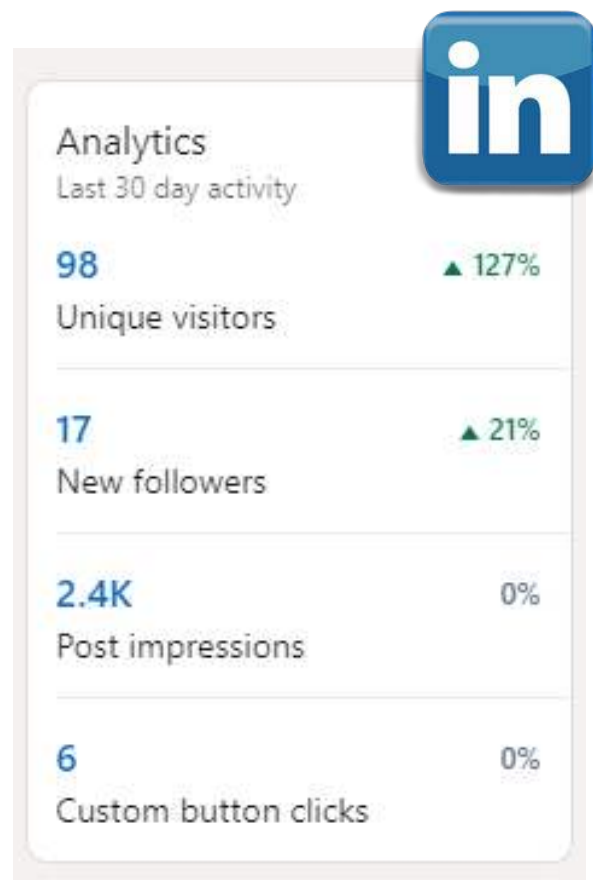 in
Analytics
Last 30 day activity
98
▲ 127%
Unique visitors
17
▲ 21%
New followers
2.4K
0%
Post impressions
6
0%
Custom button clicks